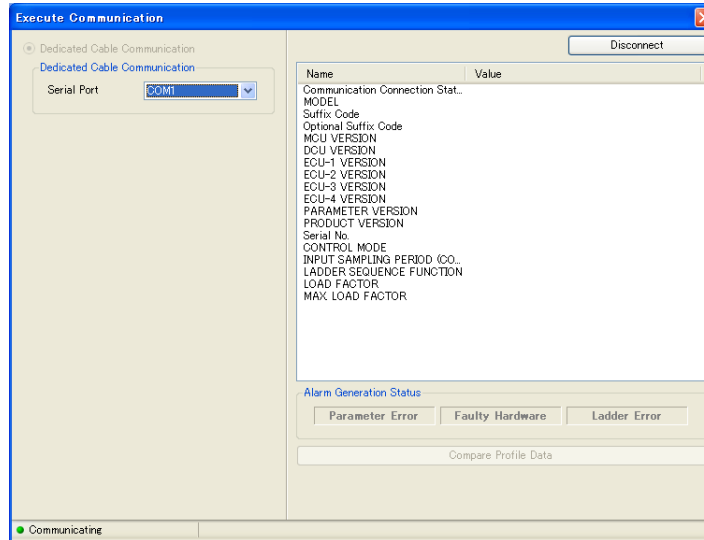 Execute Communication
Dedicated Cable Communication
Dedicated Cable Communication
Serial Port COM1
Disconnect
Name Value
Communication Connection Stat...
MODEL
Suffix Code
Optional Suffix Code
MCU VERSION
DCU VERSION
ECU-1 VERSION
ECU-2 VERSION
ECU-3 VERSION
ECU-4 VERSION
PARAMETER VERSION
PRODUCT VERSION
Serial No.
CONTROL MODE
INPUT SAMPLING PERIOD (CO...
LADDER SEQUENCE FUNCTION
LOAD FACTOR
MAX. LOAD FACTOR
Alarm Generation Status
Parameter Error Faulty Hardware Ladder Error
Compare Profile Data
Communicating